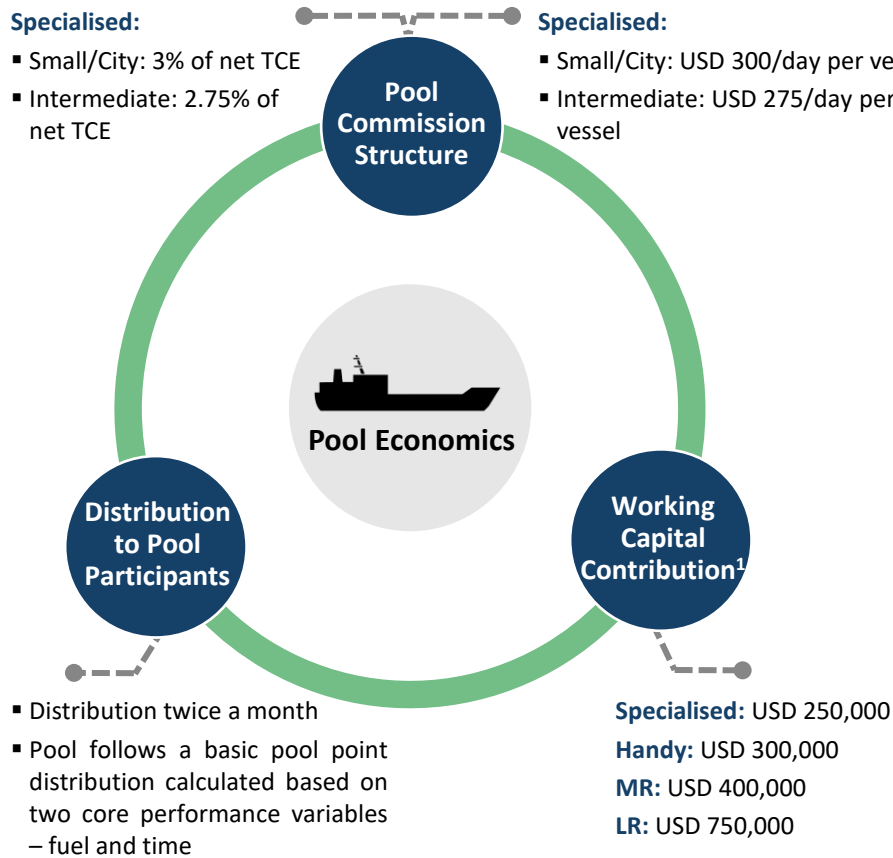 Specialised:
▪ Small/City: 3% of net TCE
▪ Intermediate: 2.75% of
net TCE
Specialised:
▪ Small/City: USD 300/day per
▪ Intermediate: USD 275/day per
vessel
Pool
Commission
Structure
Pool Economics
Distribution
to Pool
Participants
Working
Capital
Contribution¹
▪ Distribution twice a month
▪ Pool follows a basic pool point
distribution calculated based on
two core performance variables
– fuel and time
Specialised: USD 250,000
Handy: USD 300,000
MR: USD 400,000
LR: USD 750,000